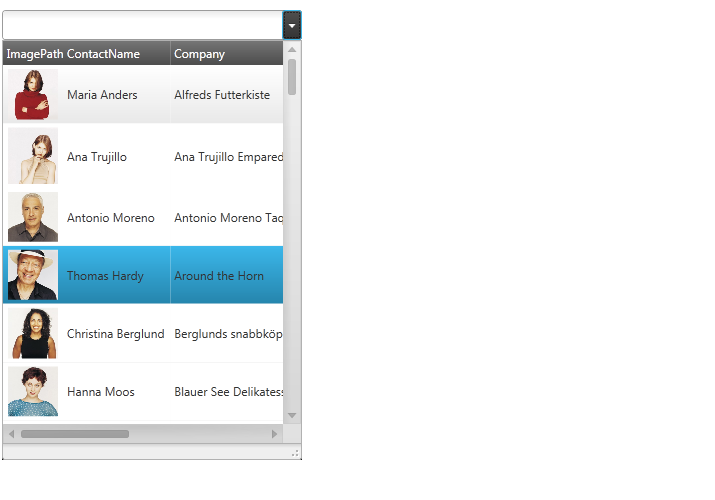 ImagePath ContactName Company
Maria Anders Alfreds Futterkiste
Ana Trujillo Ana Trujillo Empared
Antonio Moreno Antonio Moreno Taq
Thomas Hardy Around the Horn
Christina Berglund Berglunds snabbköp
Hanna Moos Blauer See Delikatess